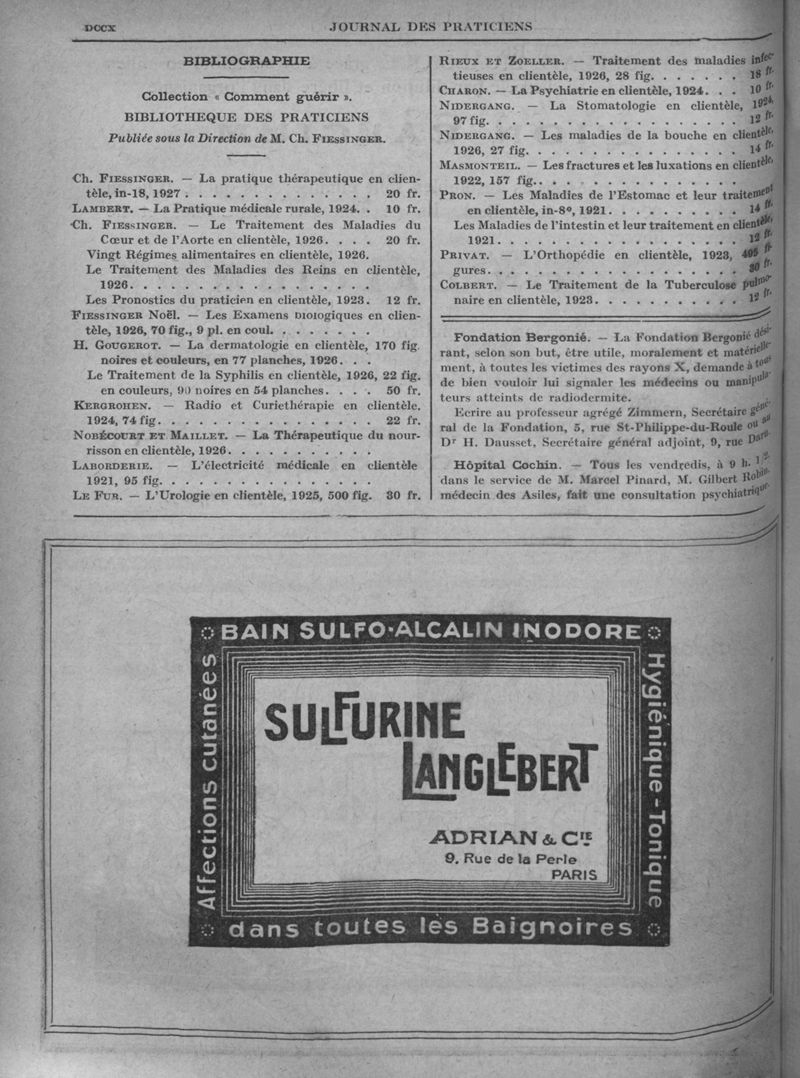 DCCX
JOURNAL DES PRATICIENS
BIBLIOGRAPHIE
Collection « Comment guérir ».
BIBLIOTHEQUE DES PRATICIENS
Publiée sous la Direction de M. Ch. FIESSINGER.
Ch. FIESSINGER. — La pratique thérapeutique en clien-
tèle, in-18, 1927 . . . . . . . . . . . . . . 20 fr.
LAMBERT. — La Pratique médicale rurale, 1924. . 10 fr.
Ch. FIESSINGER. — Le Traitement des Maladies du
Cœur et de l'Aorte en clientèle, 1926. . . . 20 fr.
Vingt Régimes alimentaires en clientèle, 1926.
Le Traitement des Maladies des Reins en clientèle,
1926. . . . . . . . . . . . . . . . . .
Les Pronostics du praticien en clientèle, 1923. 12 fr.
FIESSINGER Noël. — Les Examens biologiques en clien-
tèle, 1926, 70 fig., 9 pl. en coul. . . . . . . .
H. GOUGEROT. — La dermatologie en clientèle, 170 fig.
noires et couleurs, en 77 planches, 1926. . .
Le Traitement de la Syphilis en clientèle, 1926, 22 fig.
en couleurs, 90 noires en 54 planches. . . . . 50 fr.
KERGROHEN. — Radio et Curiethérapie en clientèle,
1924, 74 fig. . . . . . . . . . . . . . . . 22 fr.
NOBÉCOURT ET MAILLET. — La Thérapeutique du nour-
risson en clientèle, 1926. . . . . . . . . . .
LABORDERIE. — L'électricité médicale en clientèle
1921, 95 fig. . . . . . . . . . . . . . . .
LE FUR. — L'Urologie en clientèle, 1925, 500 fig. 30 fr.
RIEUX ET ZOELLER. — Traitement des maladies infec-
tieuses en clientèle, 1926, 28 fig. . . . . . . 18 fr.
CHARON. — La Psychiatrie en clientèle, 1924. . . 10 fr.
NIDERGANG. — La Stomatologie en clientèle, 1924,
97 fig. . . . . . . . . . . . . . . . . . . 12 fr.
NIDERGANG. — Les maladies de la bouche en clientèle,
1926, 27 fig. . . . . . . . . . . . . . . . 14 fr.
MASMONTEIL. — Les fractures et les luxations en clientèle,
1922, 157 fig. . . . . . . . . . . . . . .
PRON. — Les Maladies de l'Estomac et leur traitement
en clientèle, in-8°, 1921. . . . . . . . . . 14 fr.
Les Maladies de l'intestin et leur traitement en clientèle,
1921. . . . . . . . . . . . . . . . . . 12 fr.
PRIVAT. — L'Orthopédie en clientèle, 1923, 405 fi-
gures. . . . . . . . . . . . . . . . . . . 30 fr.
COLBERT. — Le Traitement de la Tuberculose pulmo-
naire en clientèle, 1923. . . . . . . . . . . 12 fr.
Fondation Bergonié. — La Fondation Bergonié dési-
rant, selon son but, être utile, moralement et matérielle-
ment, à toutes les victimes des rayons X, demande à tous
de bien vouloir lui signaler les médecins ou manipula-
teurs atteints de radiodermite.
Ecrire au professeur agrégé Zimmern, Secrétaire géné-
ral de la Fondation, 5, rue St-Philippe-du-Roule ou au
Dr H. Dausset, Secrétaire général adjoint, 9, rue Daru.
Hôpital Cochin. — Tous les vendredis, à 9 h. 1/2,
dans le service de M. Marcel Pinard, M. Gilbert Robin,
médecin des Asiles, fait une consultation psychiatrique.
BAIN SULFO-ALCALIN INODORE
Affections cutanées
SULFURINE
LANGLEBERT
ADRIAN & CIE
9, Rue de la Perle
PARIS
Hygiénique-Tonique
dans toutes les Baignoires